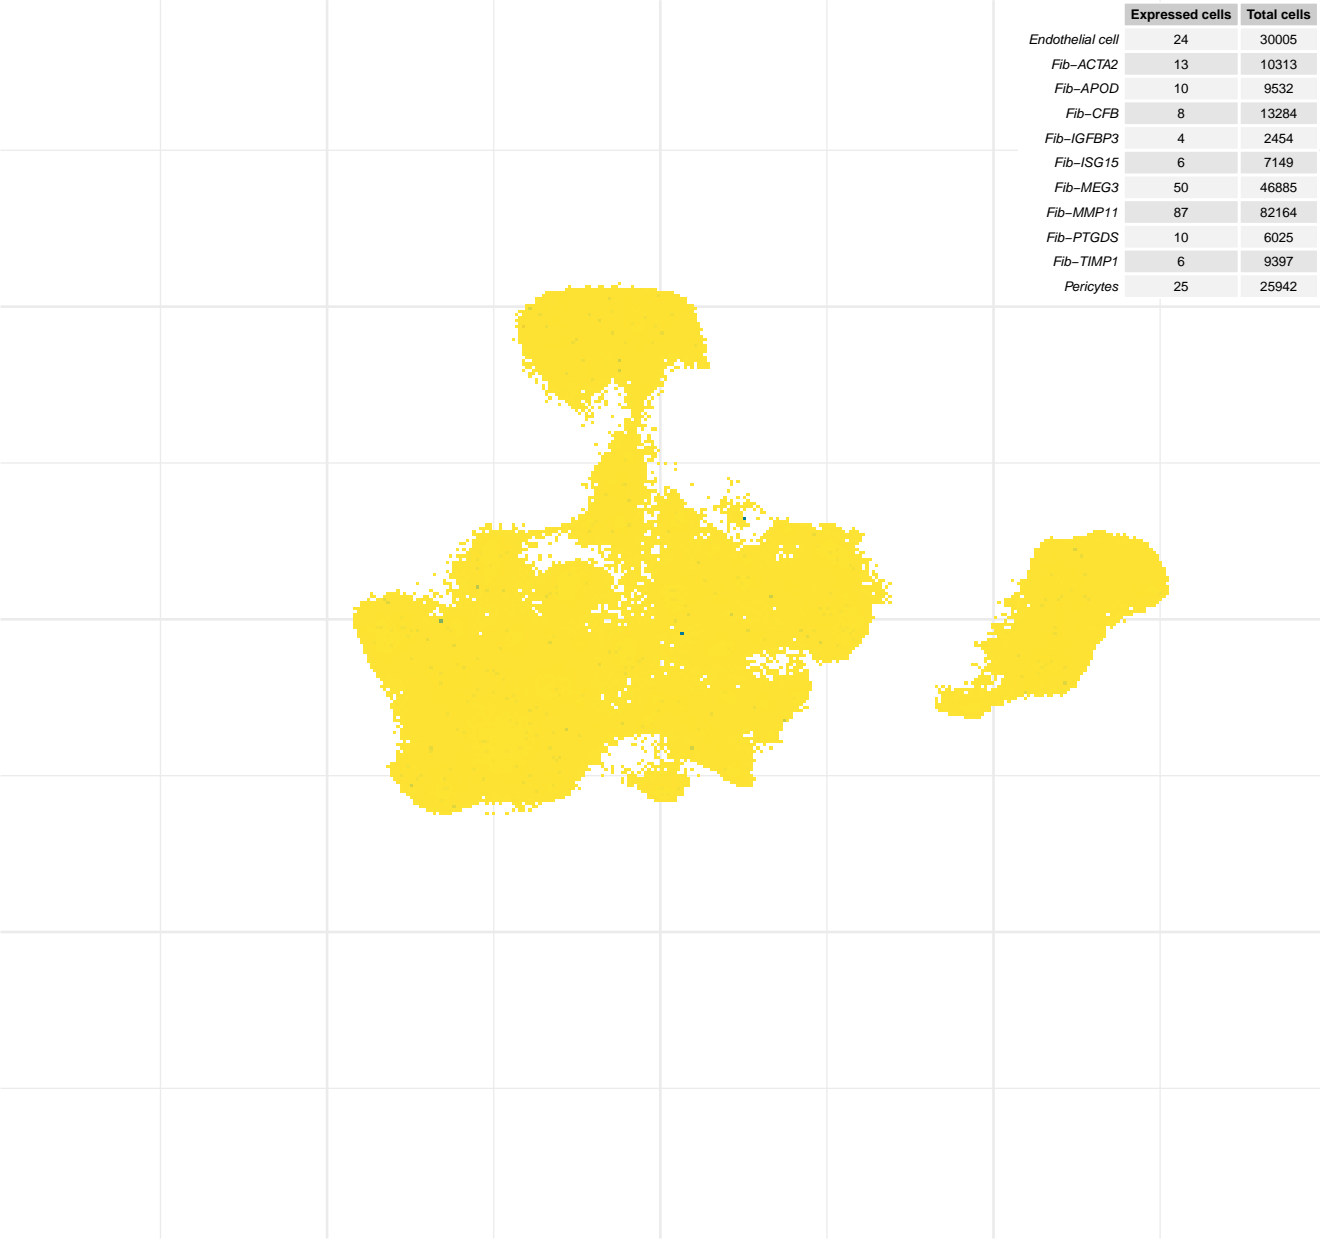 Expressed cells Total cells
Endothelial cell 24 30005
Fib−ACTA2 13 10313
Fib−APOD 10 9532
Fib−CFB 8 13284
Fib−IGFBP3 4 2454
Fib−ISG15 6 7149
Fib−MEG3 50 46885
Fib−MMP11 87 82164
Fib−PTGDS 10 6025
Fib−TIMP1 6 9397
Pericytes 25 25942